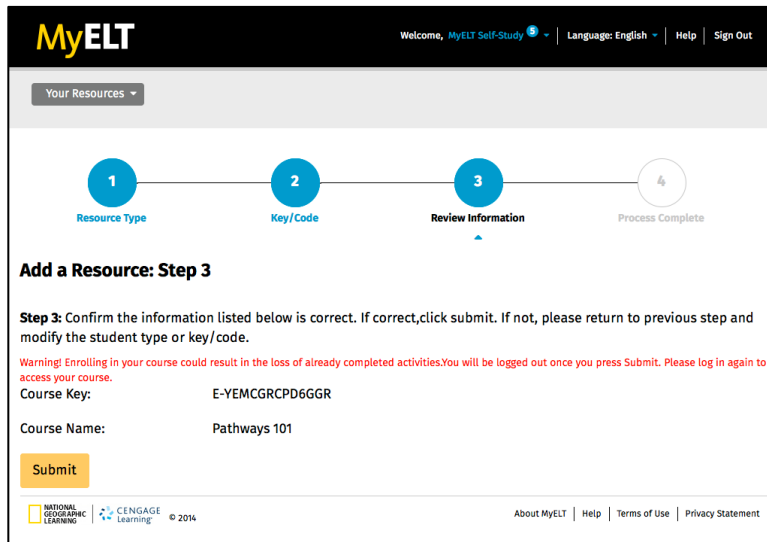 MyELT
Welcome, MyELT Self-Study 5 Language: English Help Sign Out
Your Resources
1 2 3 4
Resource Type Key/Code Review Information Process Complete
Add a Resource: Step 3
Step 3: Confirm the information listed below is correct. If correct,click submit. If not, please return to previous step and
modify the student type or key/code.
Warning! Enrolling in your course could result in the loss of already completed activities.You will be logged out once you press Submit. Please log in again to
access your course.
Course Key: E-YEMCGRCPD6GGR
Course Name: Pathways 101
Submit
NATIONAL
GEOGRAPHIC
LEARNING
CENGAGE
Learning
© 2014
About MyELT Help Terms of Use Privacy Statement